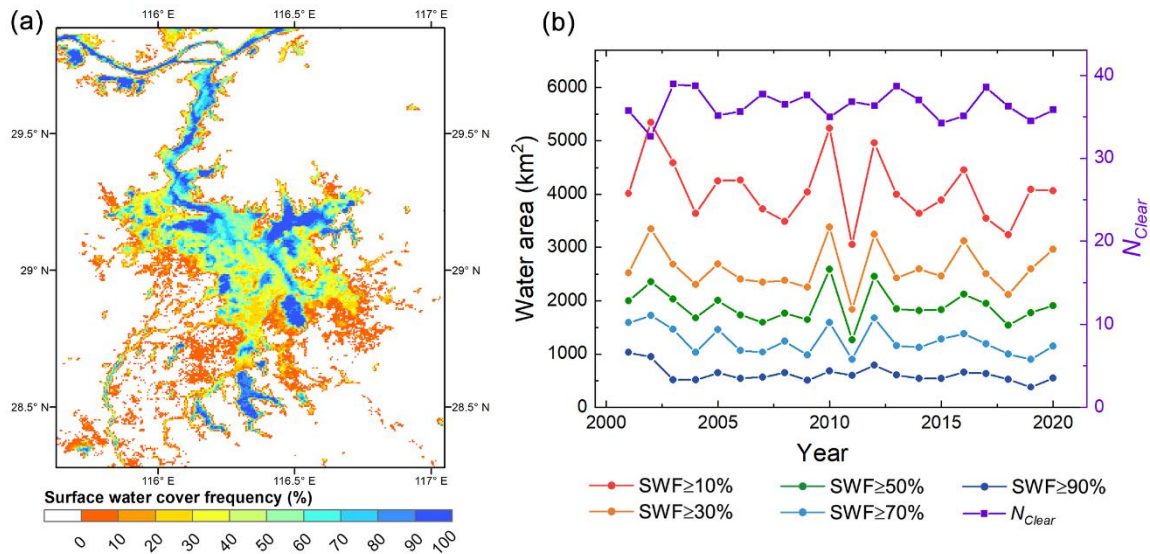 (a)
116° E 116.5° E 117° E
29.5° N 29.5° N
29° N 29° N
28.5° N 28.5° N
116° E 116.5° E 117° E
Surface water cover frequency (%)
0 10 20 30 40 50 60 70 80 90 100
(b)
Water area (km²)
6000
5000
4000
3000
2000
1000
0
N_Clear
40
30
20
10
0
2000 2005 2010 2015 2020
Year
SWF≥10% SWF≥50% SWF≥90%
SWF≥30% SWF≥70% N_Clear